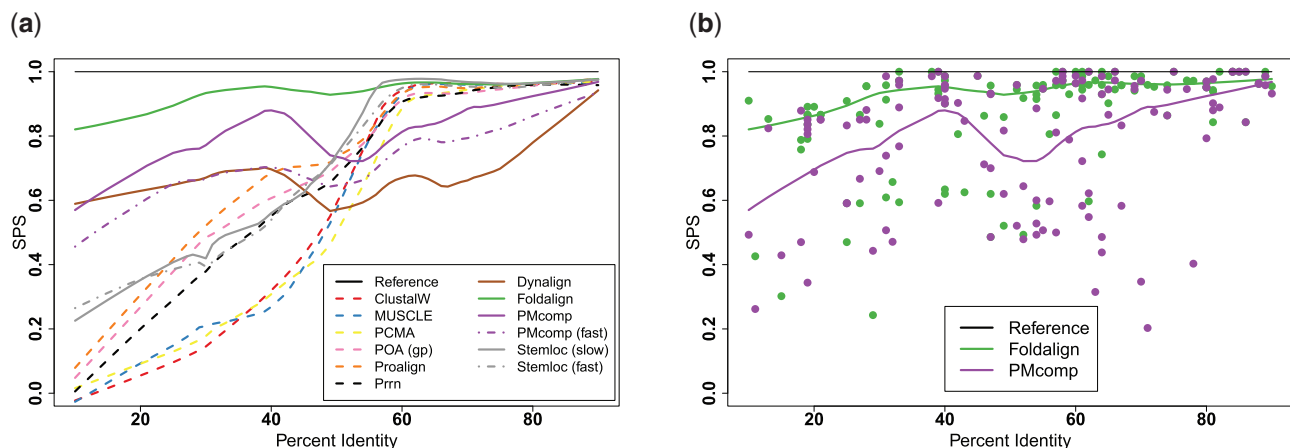 (a)
SPS
1.0
0.8
0.6
0.4
0.2
0.0
20
40
60
80
Percent Identity
Reference
ClustalW
MUSCLE
PCMA
POA (gp)
Proalign
Prrn
Dynalign
Foldalign
PMcomp
PMcomp (fast)
Stemloc (slow)
Stemloc (fast)
(b)
SPS
1.0
0.8
0.6
0.4
0.2
0.0
20
40
60
80
Percent Identity
Reference
Foldalign
PMcomp